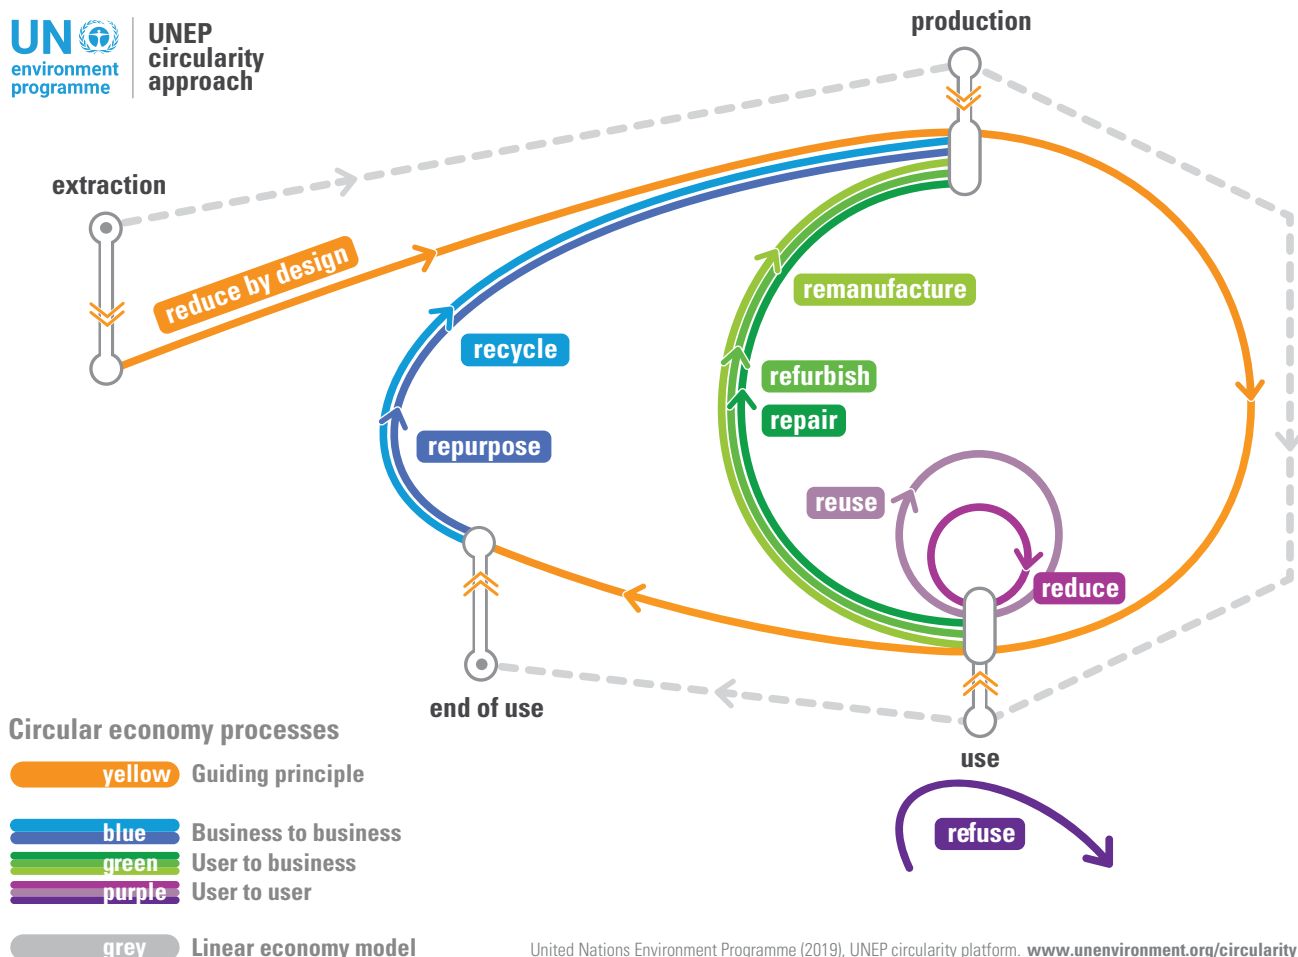 UN
environment
programme
UNEP
circularity
approach
production
extraction
reduce by design
remanufacture
recycle
refurbish
repair
repurpose
reuse
reduce
end of use
use
refuse
Circular economy processes
yellow Guiding principle
blue Business to business
green User to business
purple User to user
grey Linear economy model
United Nations Environment Programme (2019), UNEP circularity platform. www.unenvironment.org/circularity